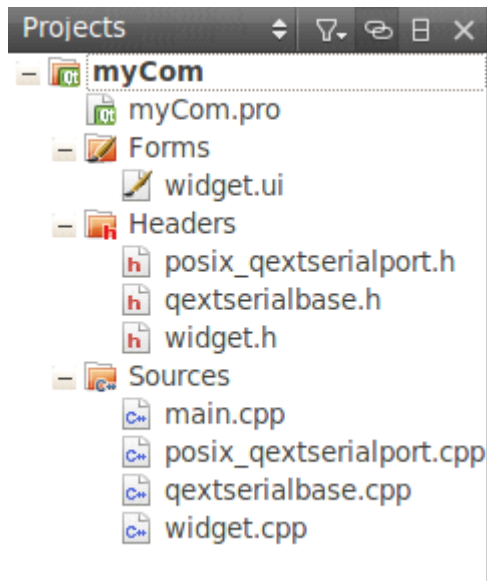 Projects
myCom
myCom.pro
Forms
widget.ui
Headers
posix_qextserialport.h
qextserialbase.h
widget.h
Sources
main.cpp
posix_qextserialport.cpp
qextserialbase.cpp
widget.cpp